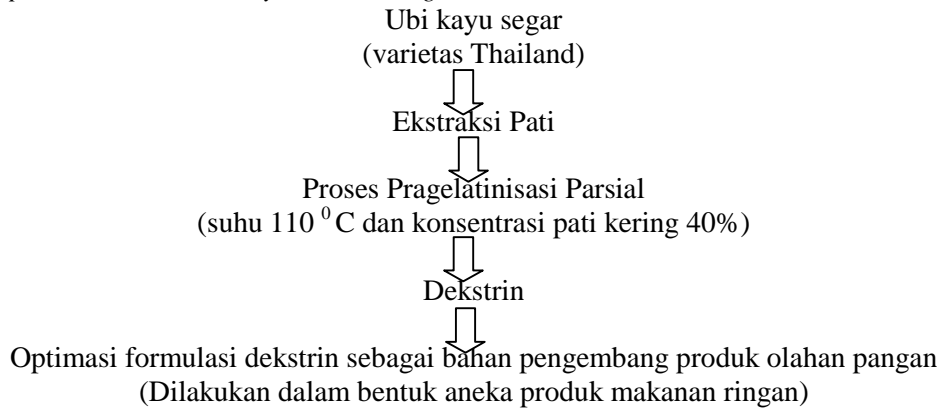 Ubi kayu segar
(varietas Thailand)
Ekstraksi Pati
Proses Pragelatinisasi Parsial
(suhu 110 ⁰ C dan konsentrasi pati kering 40%)
Dekstrin
Optimasi formulasi dekstrin sebagai bahan pengembang produk olahan pangan
(Dilakukan dalam bentuk aneka produk makanan ringan)